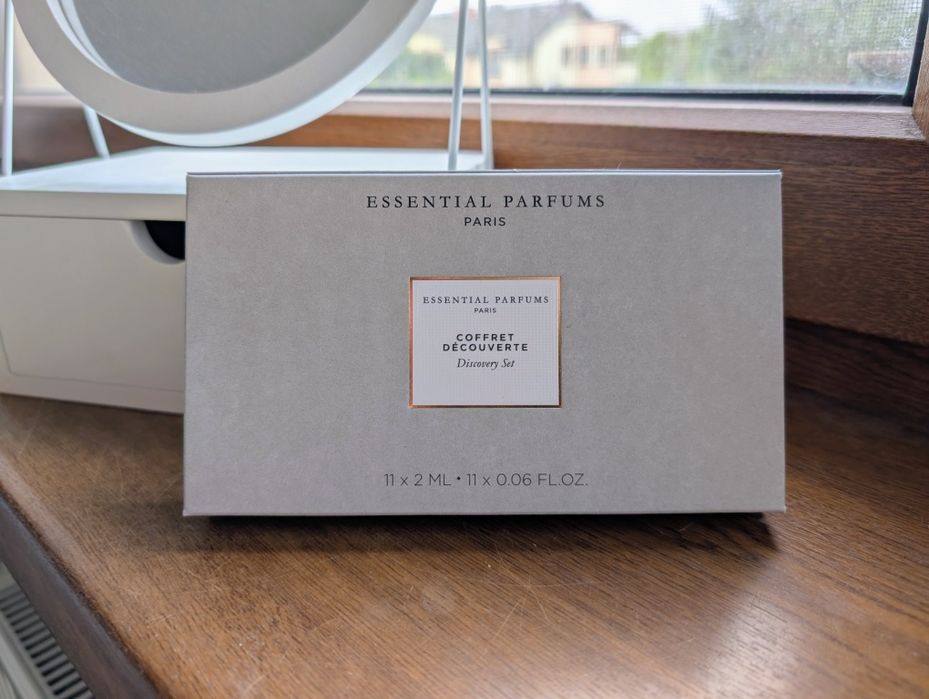 ESSENTIAL PARFUMS
PARIS
ESSENTIAL PARFUMS
PARIS
COFFRET
DÉCOUVERTE
Discovery Set
11 x 2 ML • 11 x 0.06 FL.OZ.